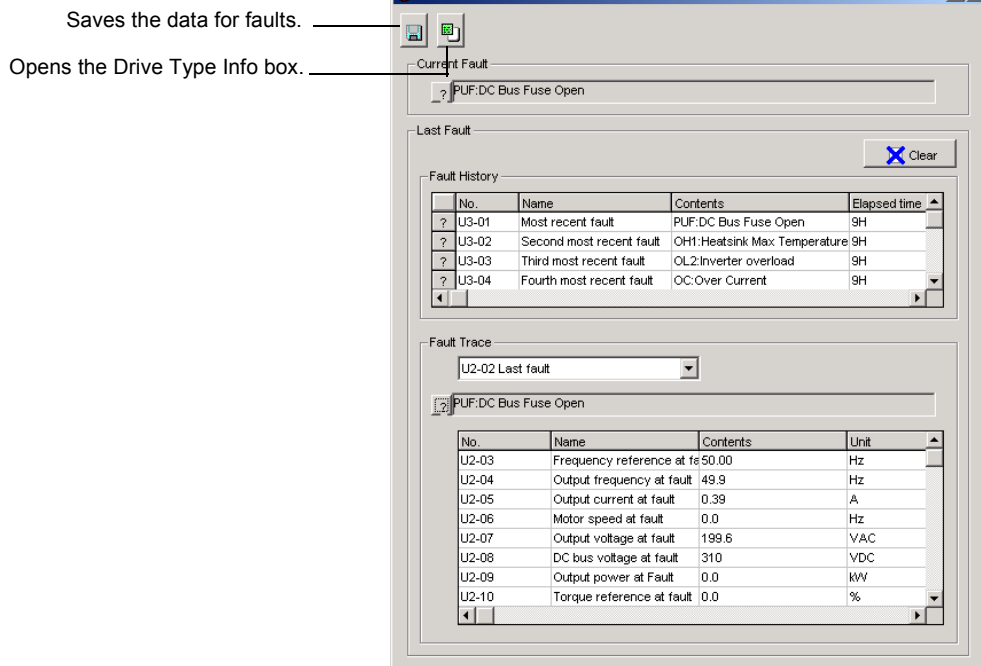 Saves the data for faults.
Opens the Drive Type Info box.
Current Fault
? PUF:DC Bus Fuse Open
Last Fault
Clear
Fault History
No. Name Contents Elapsed time
? U3-01 Most recent fault PUF:DC Bus Fuse Open 9H
? U3-02 Second most recent fault OH1:Heatsink Max Temperature 9H
? U3-03 Third most recent fault OL2:Inverter overload 9H
? U3-04 Fourth most recent fault OC:Over Current 9H
Fault Trace
U2-02 Last fault
? PUF:DC Bus Fuse Open
No. Name Contents Unit
U2-03 Frequency reference at fa 50.00 Hz
U2-04 Output frequency at fault 49.9 Hz
U2-05 Output current at fault 0.39 A
U2-06 Motor speed at fault 0.0 Hz
U2-07 Output voltage at fault 199.6 VAC
U2-08 DC bus voltage at fault 310 VDC
U2-09 Output power at Fault 0.0 kW
U2-10 Torque reference at fault 0.0 %